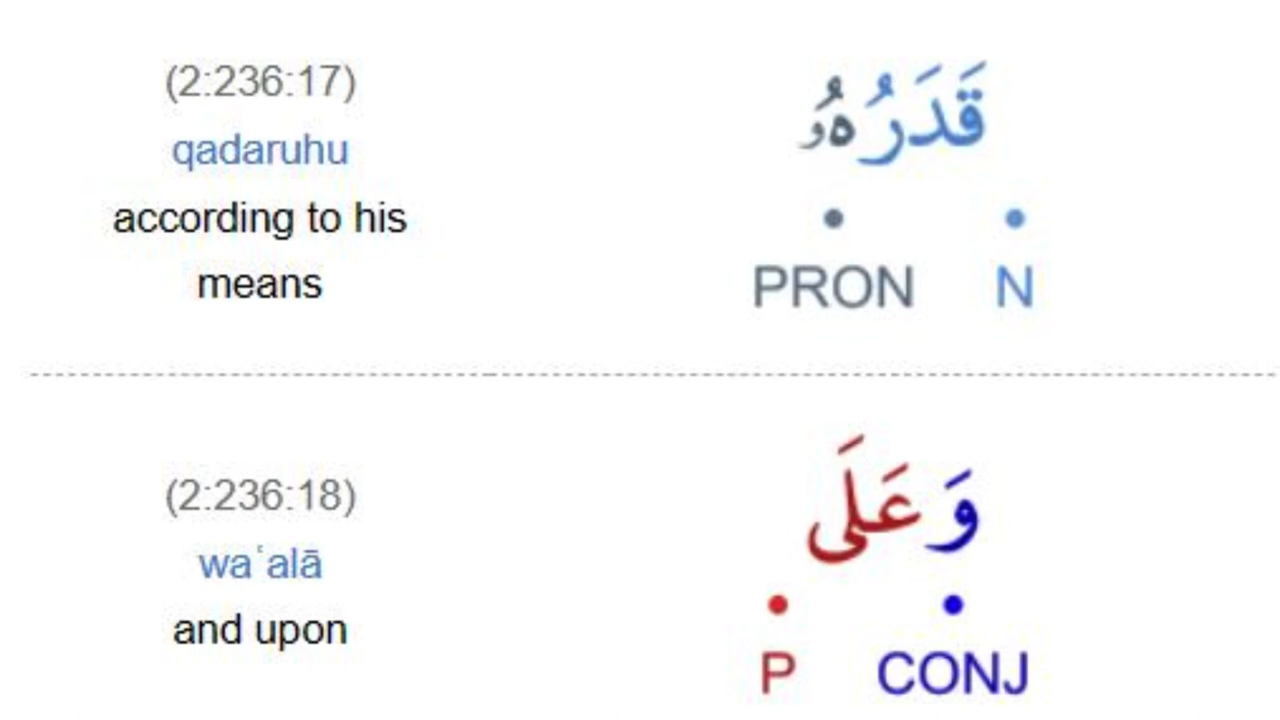 (2:236:17)
qadaruhu
according to his
means
قَدَرُهُۥ
PRON N
(2:236:18)
waʿalā
and upon
وَعَلَى
P CONJ